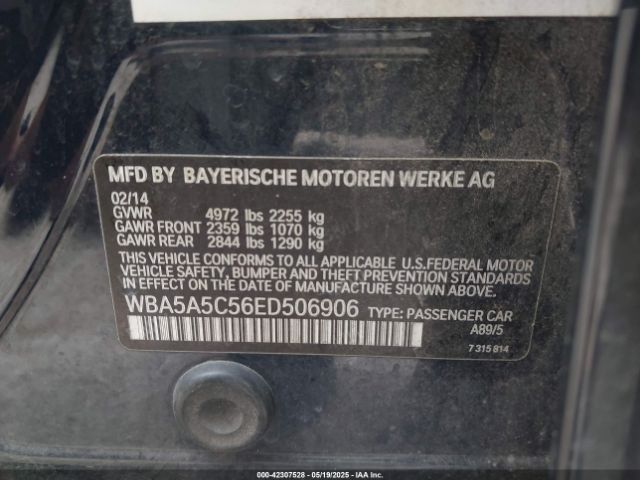 MFD BY BAYERISCHE MOTOREN WERKE AG
02/14
GVWR 4972 lbs 2255 kg
GAWR FRONT 2359 lbs 1070 kg
GAWR REAR 2844 lbs 1290 kg
THIS VEHICLE CONFORMS TO ALL APPLICABLE U.S.FEDERAL MOTOR
VEHICLE SAFETY, BUMPER AND THEFT PREVENTION STANDARDS
IN EFFECT ON THE DATE OF MANUFACTURE SHOWN ABOVE.
WBA5A5C56ED506906 TYPE: PASSENGER CAR
A89/5
7 315 814
000-42307528 - 05/19/2025 - IAAI.COM